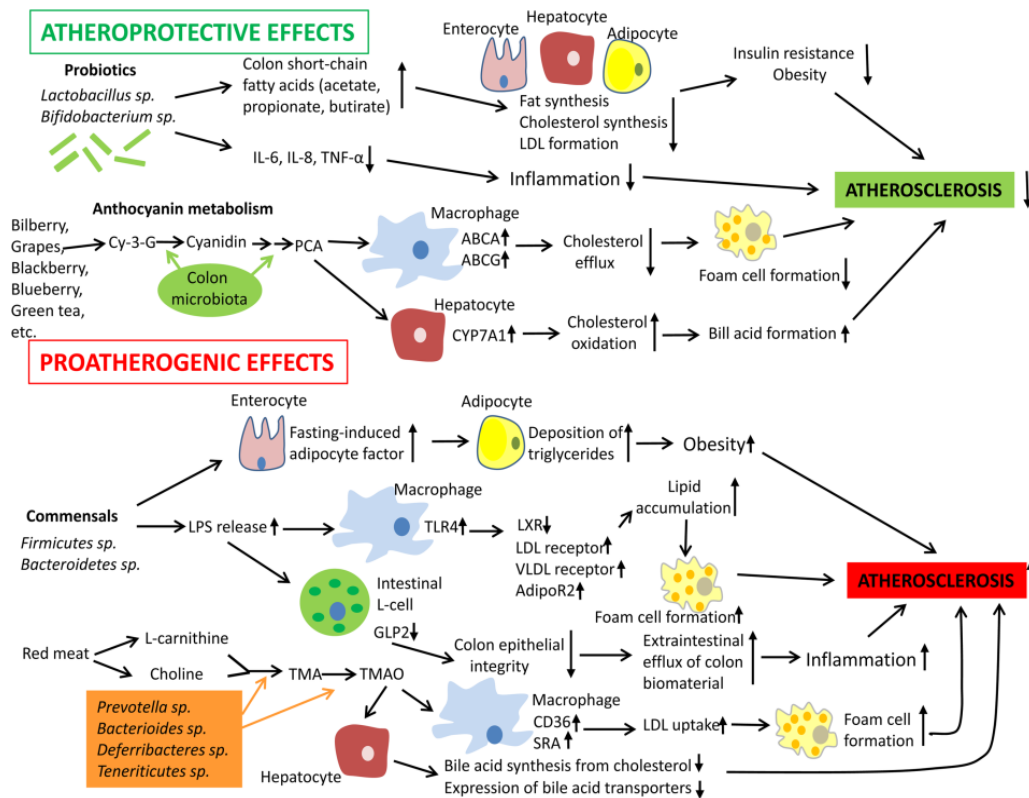 ATHEROPROTECTIVE EFFECTS
Probiotics
Lactobacillus sp.
Bifidobacterium sp.
Colon short-chain
fatty acids (acetate,
propionate, butirate)
Enterocyte
Hepatocyte
Adipocyte
Fat synthesis
Cholesterol synthesis
LDL formation
Insulin resistance
Obesity
IL-6, IL-8, TNF-α
Inflammation
ATHEROSCLEROSIS
Anthocyanin metabolism
Bilberry,
Grapes,
Blackberry,
Blueberry,
Green tea,
etc.
Cy-3-G
Cyanidin
PCA
Colon
microbiota
Macrophage
ABCA
ABCG
Cholesterol
efflux
Foam cell formation
Hepatocyte
CYP7A1
Cholesterol
oxidation
Bill acid formation
PROATHEROGENIC EFFECTS
Enterocyte
Fasting-induced
adipocyte factor
Adipocyte
Deposition of
triglycerides
Obesity
Commensals
Firmicutes sp.
Bacteroidetes sp.
LPS release
Macrophage
TLR4
LXR
LDL receptor
VLDL receptor
AdipoR2
Lipid
accumulation
Foam cell formation
ATHEROSCLEROSIS
Intestinal
L-cell
GLP2
Colon epithelial
integrity
Extraintestinal
efflux of colon
biomaterial
Inflammation
Red meat
L-carnithine
Choline
TMA
TMAO
Prevotella sp.
Bacterioides sp.
Deferribacteres sp.
Teneriticutes sp.
Macrophage
CD36
SRA
LDL uptake
Foam cell
formation
Hepatocyte
Bile acid synthesis from cholesterol
Expression of bile acid transporters